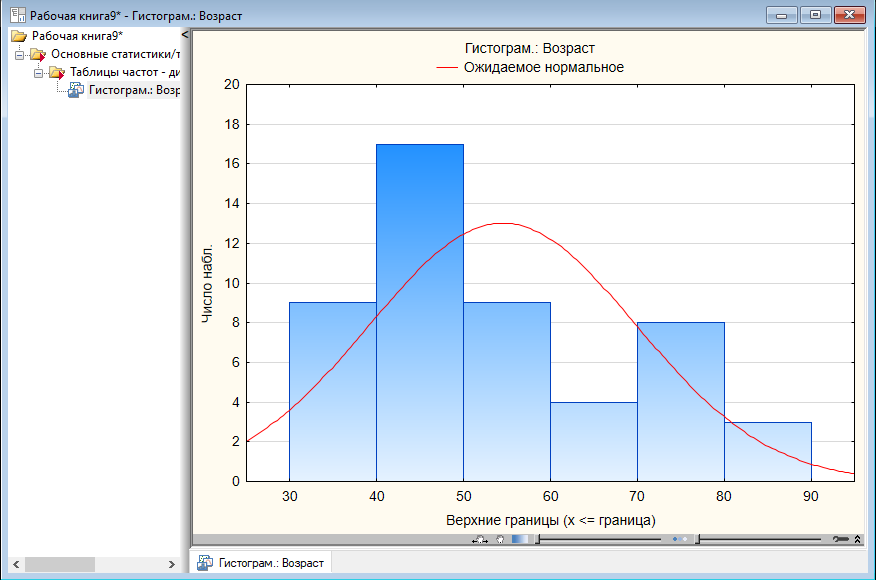 Рабочая книга9* - Гистограм.: Возраст
Рабочая книга9*
Основные статистики/т
Таблицы частот - ди
Гистограм.: Возр
Гистограм.: Возраст
Ожидаемое нормальное
20
18
16
14
12
10
8
6
4
2
0
Число набл.
30 40 50 60 70 80 90
Верхние границы (x <= граница)
Гистограм.: Возраст